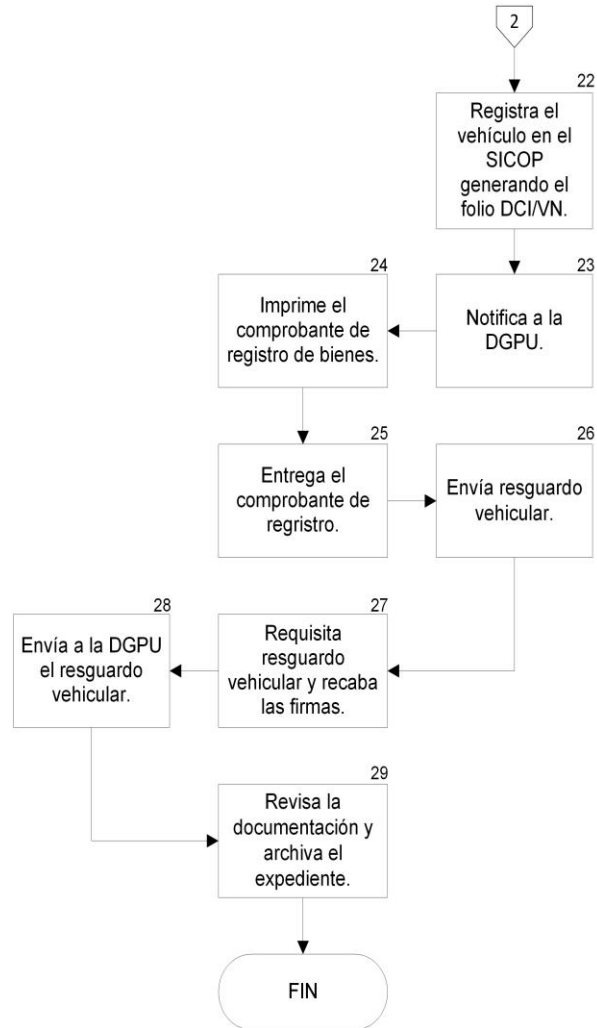 2
22
Registra el
vehículo en el
SICOP
generando el
folio DCI/VN.
23
Notifica a la
DGPU.
24
Imprime el
comprobante de
registro de bienes.
25
Entrega el
comprobante de
regristro.
26
Envía resguardo
vehicular.
27
Requisita
resguardo
vehicular y recaba
las firmas.
28
Envía a la DGPU
el resguardo
vehicular.
29
Revisa la
documentación y
archiva el
expediente.
FIN